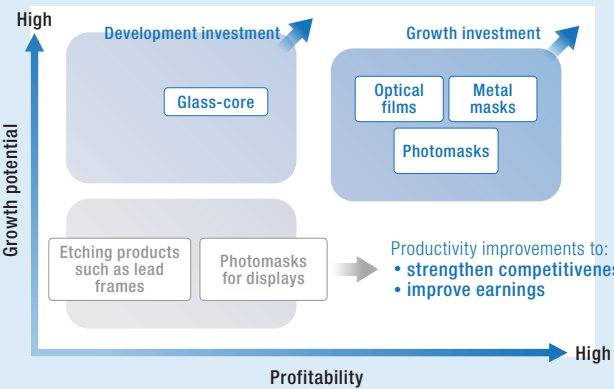 High
Development investment
Growth investment
Glass-core
Optical
films
Metal
masks
Photomasks
Growth potential
Etching products
such as lead
frames
Photomasks
for displays
Productivity improvements to:
• strengthen competitivenes
• improve earnings
High
Profitability